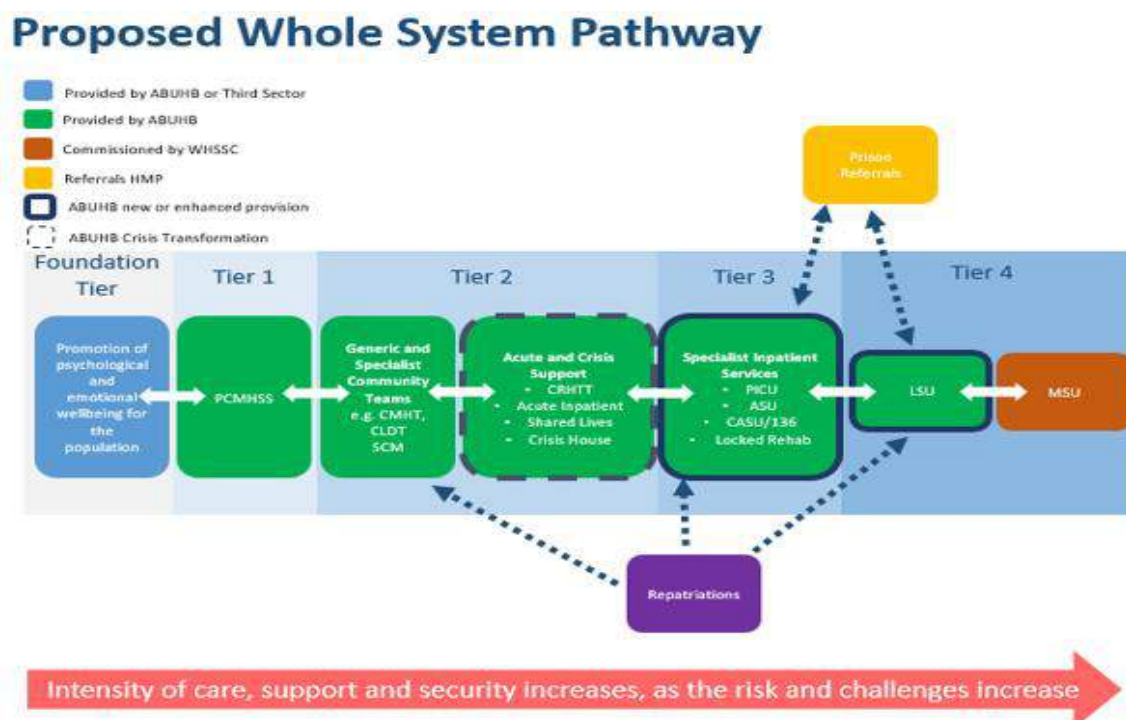 Proposed Whole System Pathway
Provided by ABUHB or Third Sector
Provided by ABUHB
Commissioned by WHSSC
Referrals HMP
ABUHB new or enhanced provision
ABUHB Crisis Transformation
Prison
Referrals
Foundation
Tier
Tier 1
Tier 2
Tier 3
Tier 4
Promotion of
psychological
and
emotional
wellbeing for
the
population
PCMHSS
Generic and
Specialist
Community
Teams
e.g. CMHT,
CLDT
SCM
Acute and Crisis
Support
• CRHTT
• Acute Inpatient
• Shared Lives
• Crisis House
Specialist Inpatient
Services
• PICU
• ASU
• CASU/136
• Locked Rehab
LSU
MSU
Repatriations
Intensity of care, support and security increases, as the risk and challenges increase